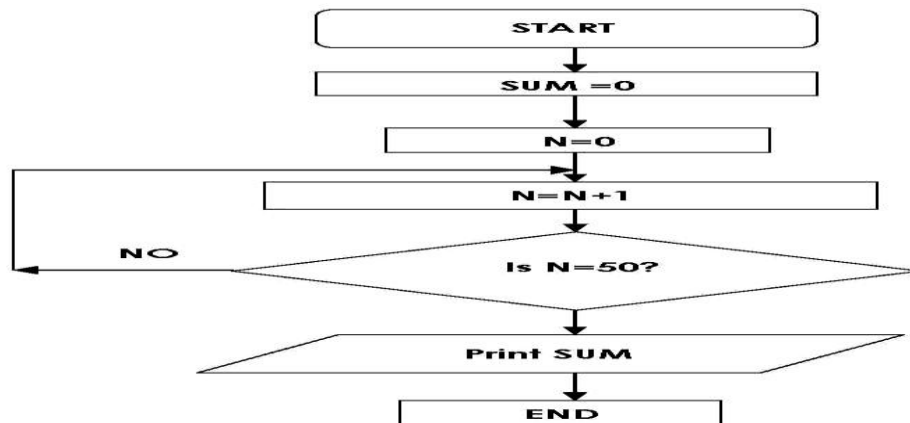 START
SUM =0
N=0
N=N+1
NO
Is N=50?
Print SUM
END